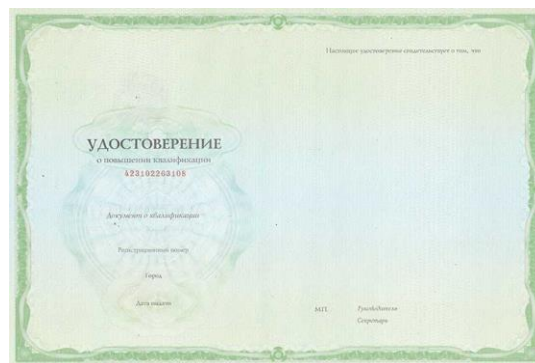 УДОСТОВЕРЕНИЕ
о повышении квалификации
423102263108
Документ о квалификации
Регистрационный номер
Город
Дата выдачи
Настоящее удостоверение свидетельствует о том, что
М.П.
Руководитель
Секретарь